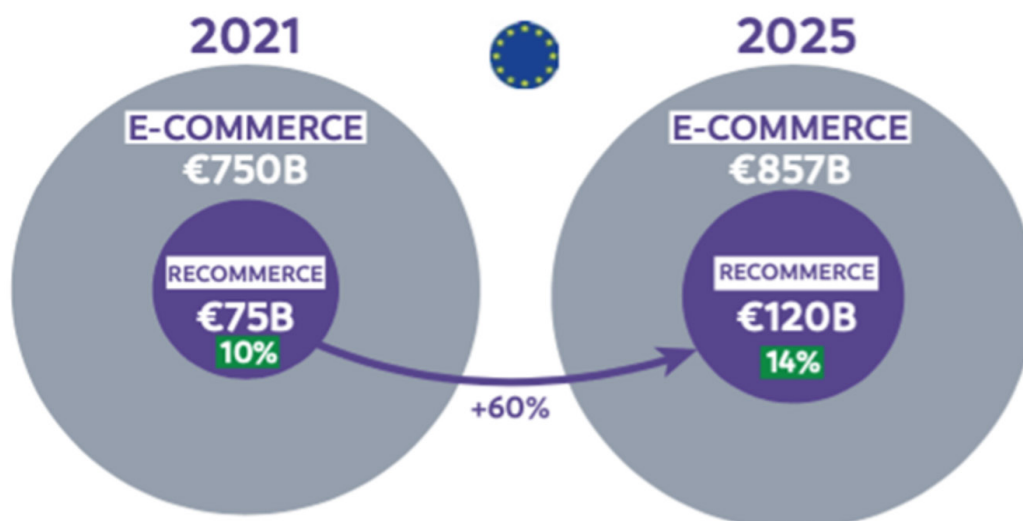 2021
E-COMMERCE
€750B
RECOMMERCE
€75B
10%
+60%
2025
E-COMMERCE
€857B
RECOMMERCE
€120B
14%